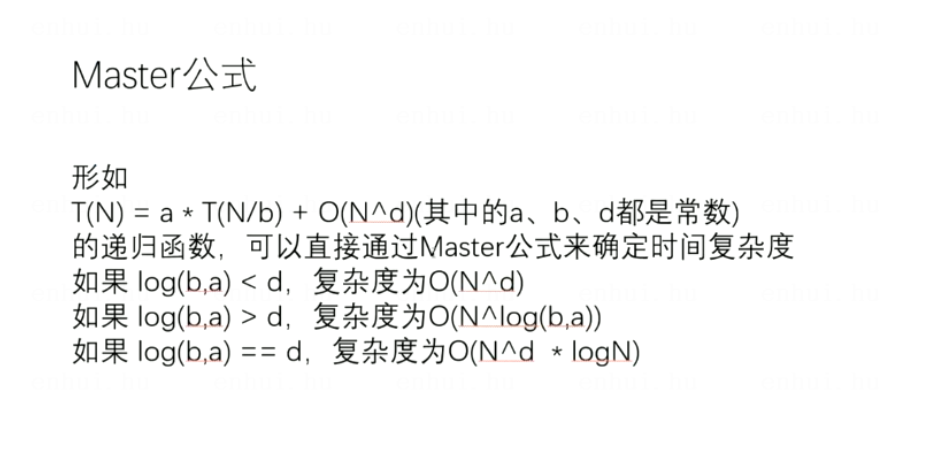 Master公式
形如
T(N) = a * T(N/b) + O(N^d)(其中的a、b、d都是常数)
的递归函数，可以直接通过Master公式来确定时间复杂度
如果 log(b,a) < d，复杂度为O(N^d)
如果 log(b,a) > d，复杂度为O(N^log(b,a))
如果 log(b,a) == d，复杂度为O(N^d * logN)